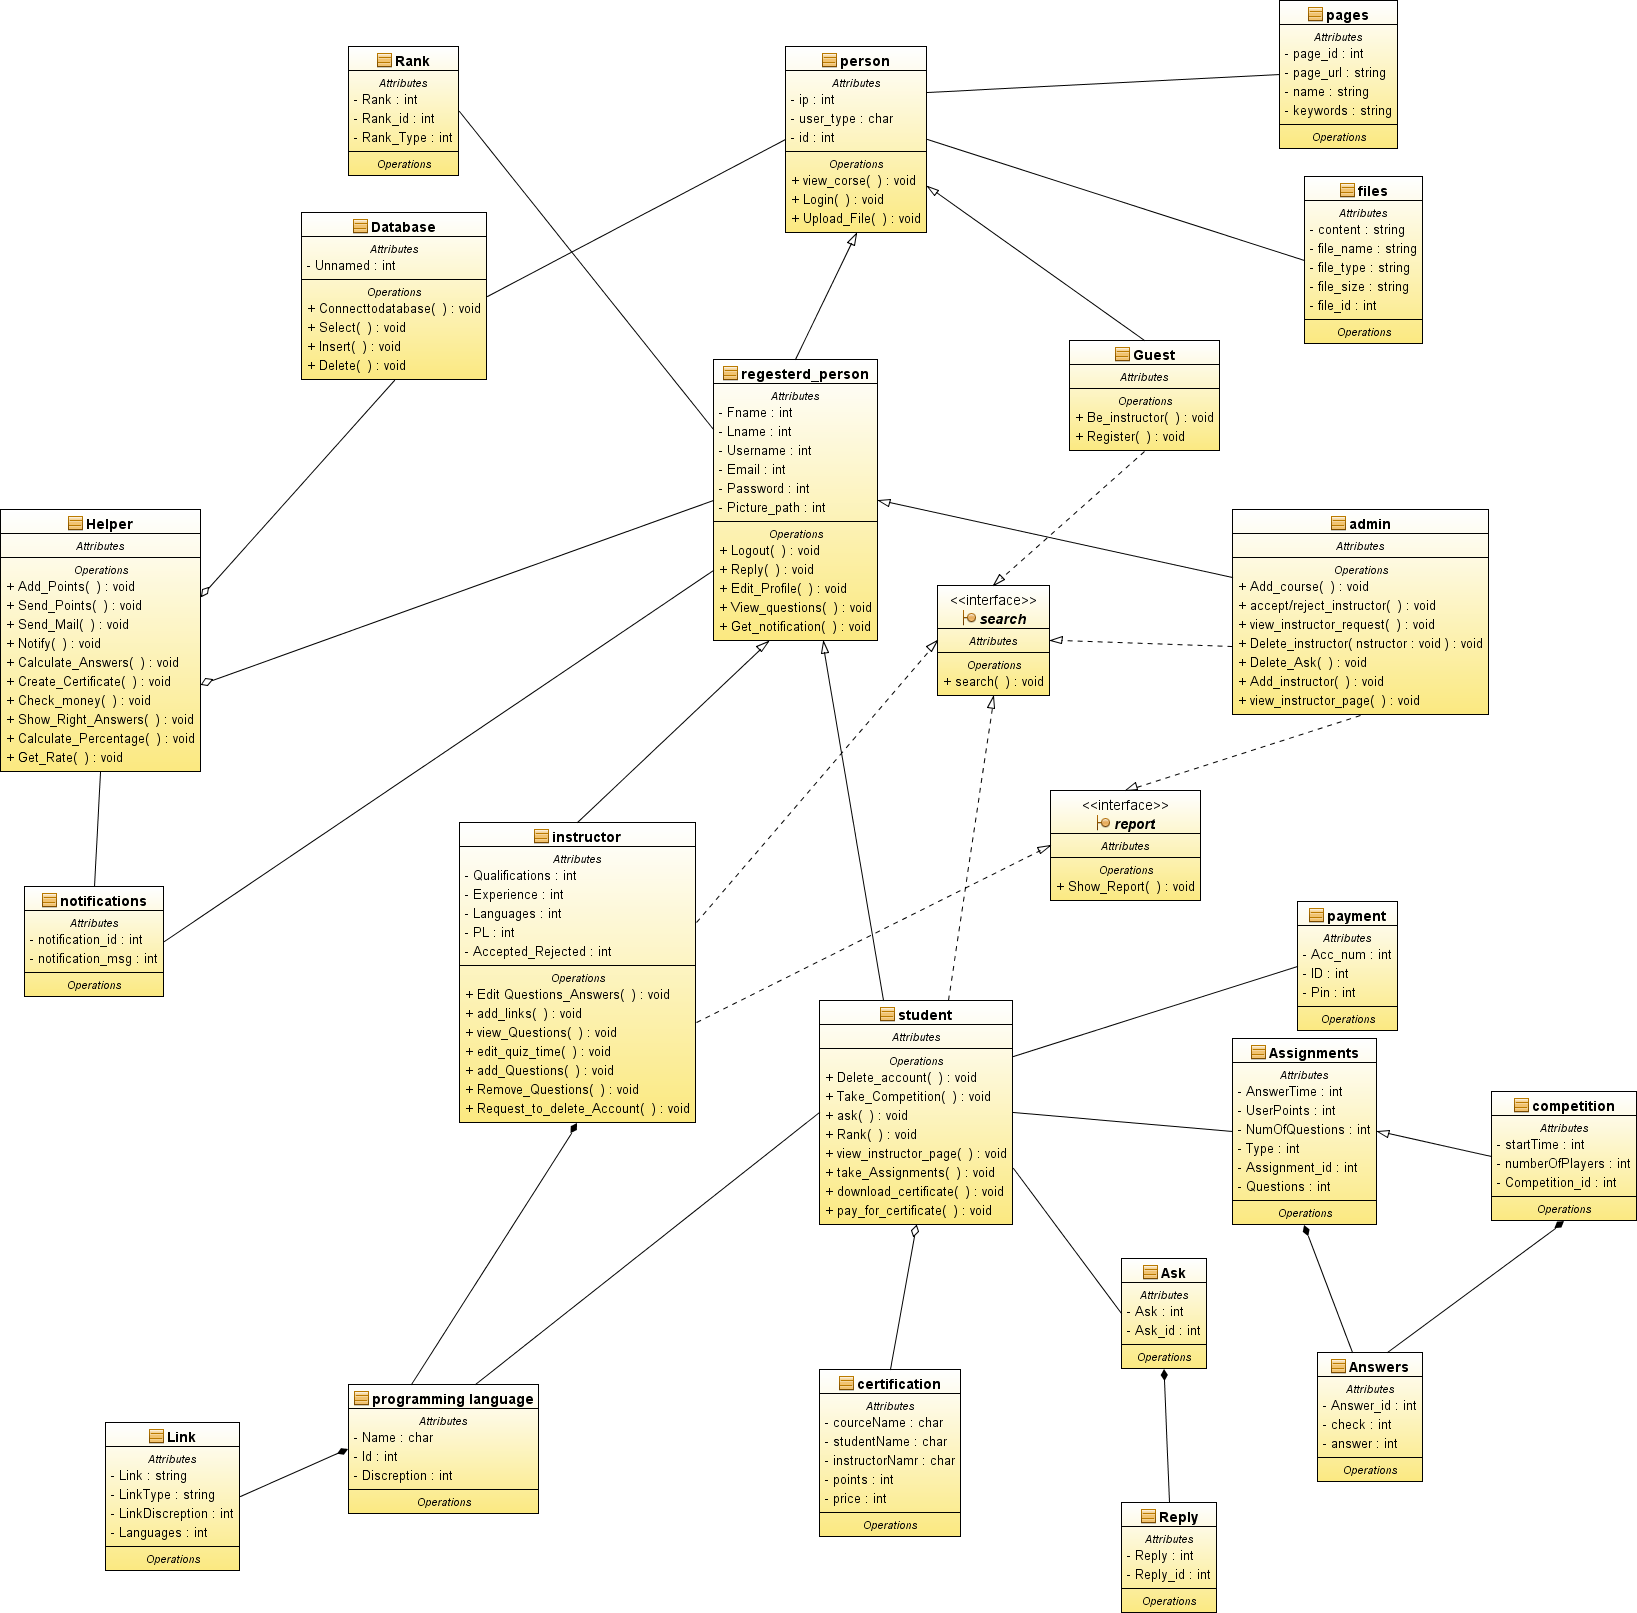 pages
Attributes
- page_id : int
- page_url : string
- name : string
- keywords : string
Operations
Rank
Attributes
- Rank : int
- Rank_id : int
- Rank_Type : int
Operations
person
Attributes
- ip : int
- user_type : char
- id : int
Operations
+ view_corse(  ) : void
+ Login(  ) : void
+ Upload_File(  ) : void
files
Attributes
- content : string
- file_name : string
- file_type : string
- file_size : string
- file_id : int
Operations
Database
Attributes
- Unnamed : int
Operations
+ Connecttodatabase(  ) : void
+ Select(  ) : void
+ Insert(  ) : void
+ Delete(  ) : void
Guest
Attributes
Operations
+ Be_instructor(  ) : void
+ Register(  ) : void
regesterd_person
Attributes
- Fname : int
- Lname : int
- Username : int
- Email : int
- Password : int
- Picture_path : int
Operations
+ Logout(  ) : void
+ Reply(  ) : void
+ Edit_Profile(  ) : void
+ View_questions(  ) : void
+ Get_notification(  ) : void
Helper
Attributes
Operations
+ Add_Points(  ) : void
+ Send_Points(  ) : void
+ Send_Mail(  ) : void
+ Notify(  ) : void
+ Calculate_Answers(  ) : void
+ Create_Certificate(  ) : void
+ Check_money(  ) : void
+ Show_Right_Answers(  ) : void
+ Calculate_Percentage(  ) : void
+ Get_Rate(  ) : void
admin
Attributes
Operations
+ Add_course(  ) : void
+ accept/reject_instructor(  ) : void
+ view_instructor_request(  ) : void
+ Delete_instructor( nstructor : void ) : void
+ Delete_Ask(  ) : void
+ Add_instructor(  ) : void
+ view_instructor_page(  ) : void
<<interface>>
search
Attributes
Operations
+ search(  ) : void
<<interface>>
report
Attributes
Operations
+ Show_Report(  ) : void
instructor
Attributes
- Qualifications : int
- Experience : int
- Languages : int
- PL : int
- Accepted_Rejected : int
Operations
+ Edit Questions_Answers(  ) : void
+ add_links(  ) : void
+ view_Questions(  ) : void
+ edit_quiz_time(  ) : void
+ add_Questions(  ) : void
+ Remove_Questions(  ) : void
+ Request_to_delete_Account(  ) : void
notifications
Attributes
- notification_id : int
- notification_msg : int
Operations
payment
Attributes
- Acc_num : int
- ID : int
- Pin : int
Operations
student
Attributes
Operations
+ Delete_account(  ) : void
+ Take_Competition(  ) : void
+ ask(  ) : void
+ Rank(  ) : void
+ view_instructor_page(  ) : void
+ take_Assignments(  ) : void
+ download_certificate(  ) : void
+ pay_for_certificate(  ) : void
Assignments
Attributes
- AnswerTime : int
- UserPoints : int
- NumOfQuestions : int
- Type : int
- Assignment_id : int
- Questions : int
Operations
competition
Attributes
- startTime : int
- numberOfPlayers : int
- Competition_id : int
Operations
Ask
Attributes
- Ask : int
- Ask_id : int
Operations
Answers
Attributes
- Answer_id : int
- check : int
- answer : int
Operations
certification
Attributes
- courceName : char
- studentName : char
- instructorNamr : char
- points : int
- price : int
Operations
programming language
Attributes
- Name : char
- Id : int
- Discreption : int
Operations
Link
Attributes
- Link : string
- LinkType : string
- LinkDiscreption : int
- Languages : int
Operations
Reply
Attributes
- Reply : int
- Reply_id : int
Operations